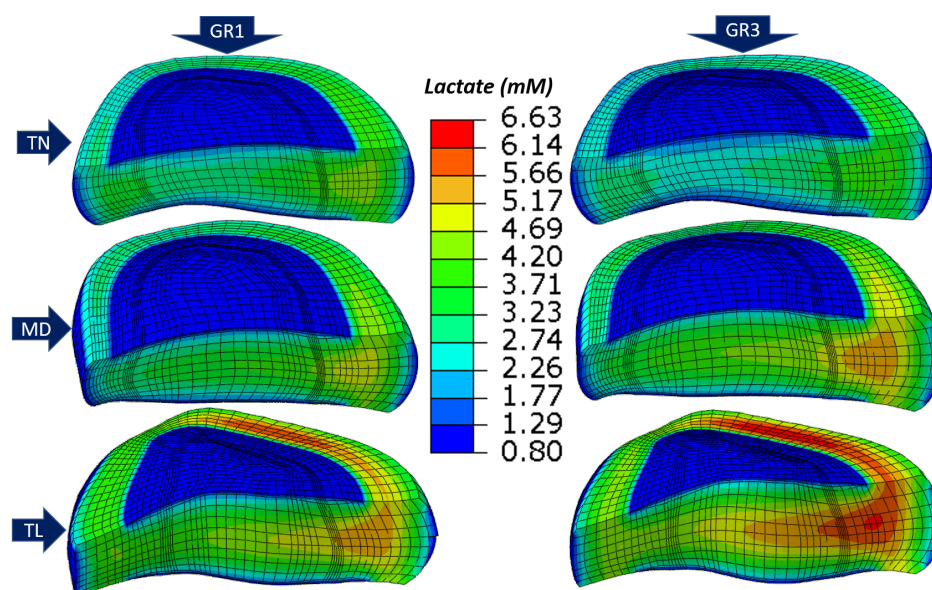 GR1
GR3
Lactate (mM)
6.63
6.14
5.66
5.17
4.69
4.20
3.71
3.23
2.74
2.26
1.77
1.29
0.80
TN
MD
TL